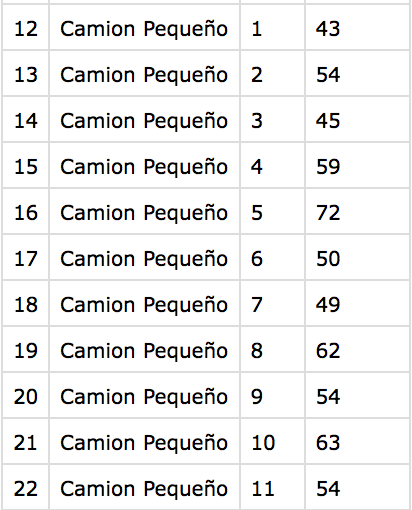 12 Camion Pequeño 1 43
13 Camion Pequeño 2 54
14 Camion Pequeño 3 45
15 Camion Pequeño 4 59
16 Camion Pequeño 5 72
17 Camion Pequeño 6 50
18 Camion Pequeño 7 49
19 Camion Pequeño 8 62
20 Camion Pequeño 9 54
21 Camion Pequeño 10 63
22 Camion Pequeño 11 54